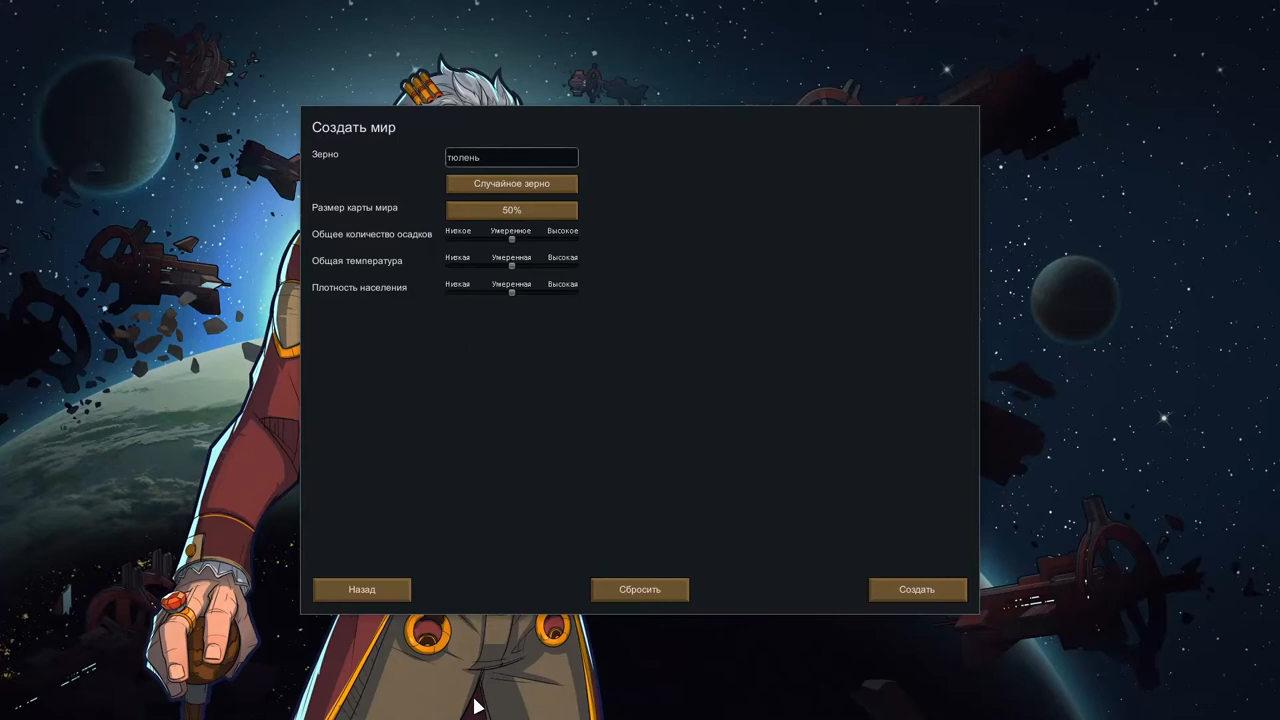 Создать мир
Зерно
тюлень
Случайное зерно
Размер карты мира
50%
Общее количество осадков
Низкое Умеренное Высокое
Общая температура
Низкая Умеренная Высокая
Плотность населения
Низкая Умеренная Высокая
Назад Сбросить Создать